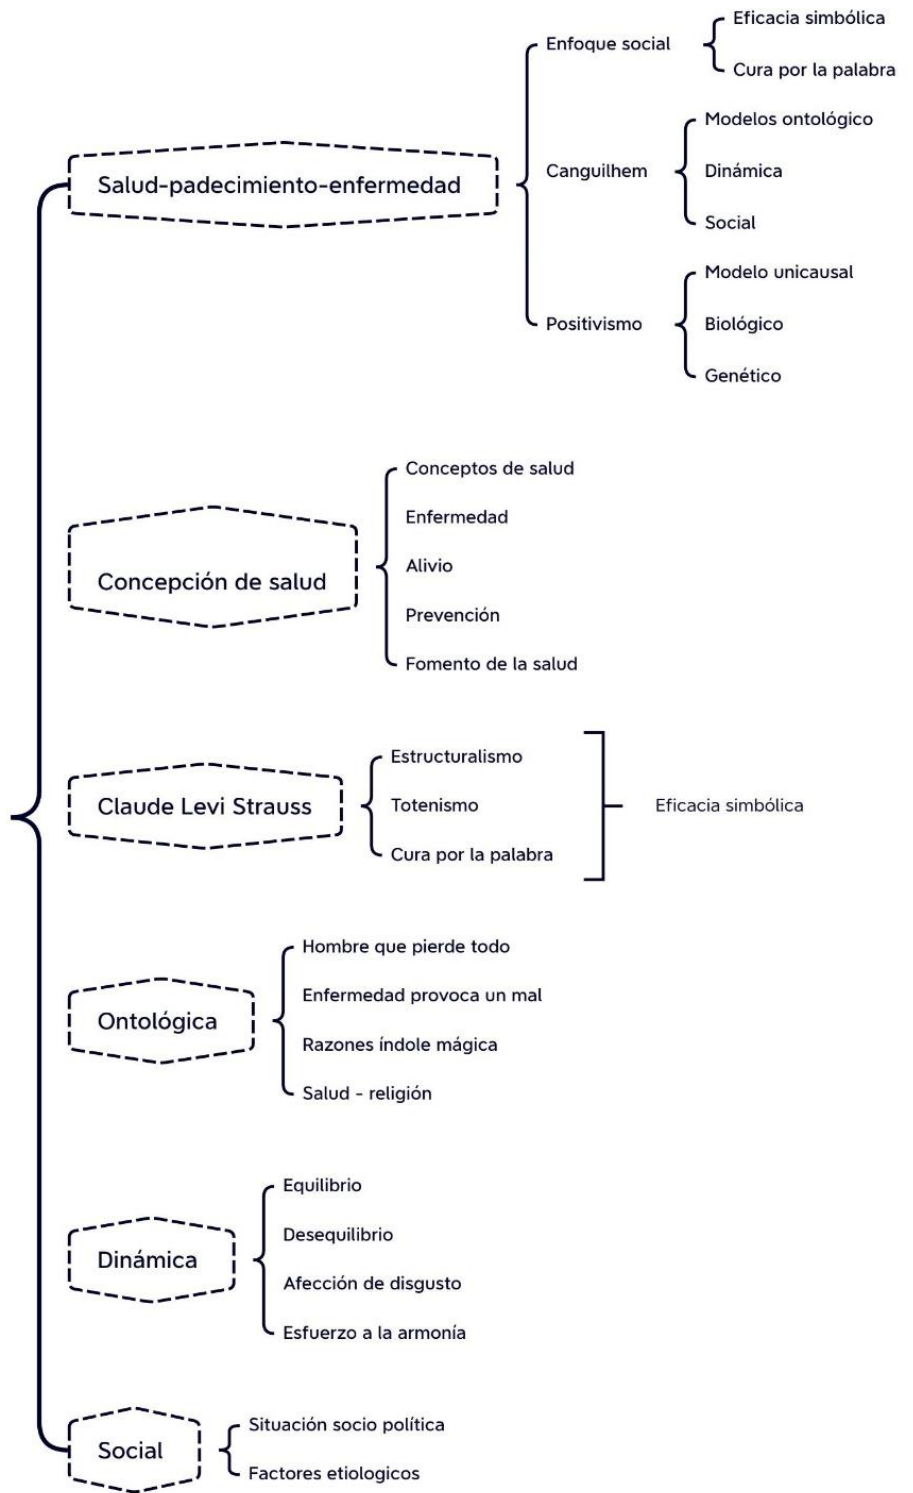 Salud-padecimiento-enfermedad
Enfoque social
Eficacia simbólica
Cura por la palabra
Canguilhem
Modelos ontológico
Dinámica
Social
Positivismo
Modelo unicausal
Biológico
Genético
Concepción de salud
Conceptos de salud
Enfermedad
Alivio
Prevención
Fomento de la salud
Claude Levi Strauss
Estructuralismo
Totenismo
Cura por la palabra
Eficacia simbólica
Ontológica
Hombre que pierde todo
Enfermedad provoca un mal
Razones índole mágica
Salud - religión
Dinámica
Equilibrio
Desequilibrio
Afección de disgusto
Esfuerzo a la armonía
Social
Situación socio política
Factores etiologicos